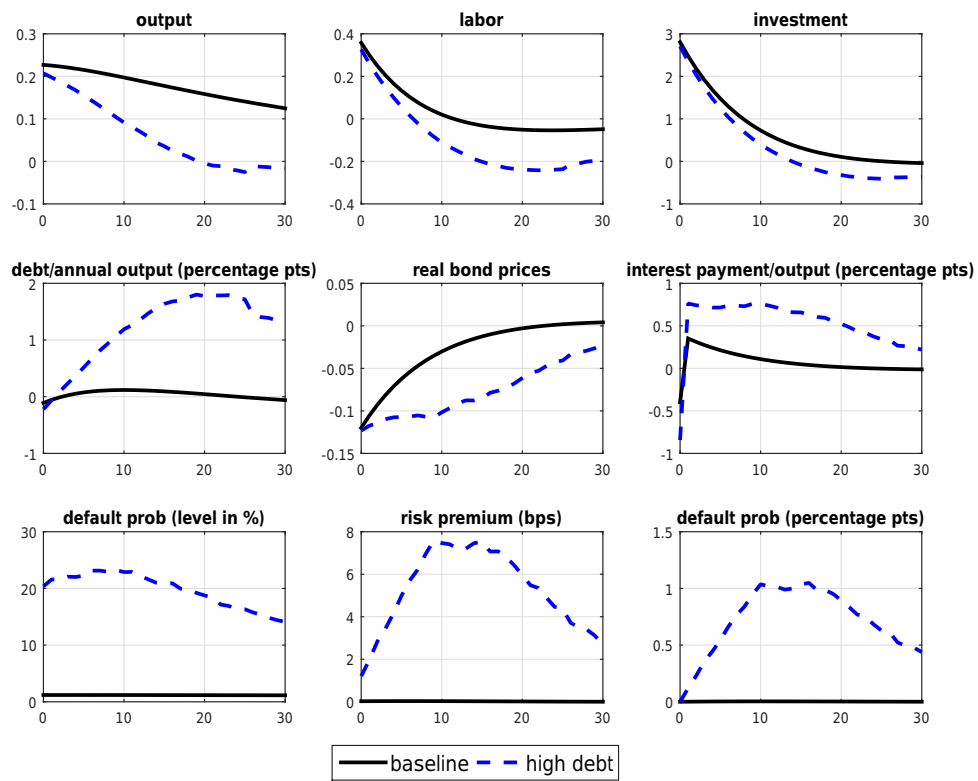 output labor investment
0.3 0.4 3
0.2 0.2 2
0.1 0 1
0 -0.2 0
-0.1 -0.4 -1
0 10 20 30 0 10 20 30 0 10 20 30
debt/annual output (percentage pts) real bond prices interest payment/output (percentage pts)
2 0.05 1
1 0 0.5
0 -0.05 0
-0.1 -0.5
-1 -0.15 -1
0 10 20 30 0 10 20 30 0 10 20 30
default prob (level in %) risk premium (bps) default prob (percentage pts)
30 8 1.5
20 6 1
10 4 0.5
2
0 0 0
0 10 20 30 0 10 20 30 0 10 20 30
baseline high debt